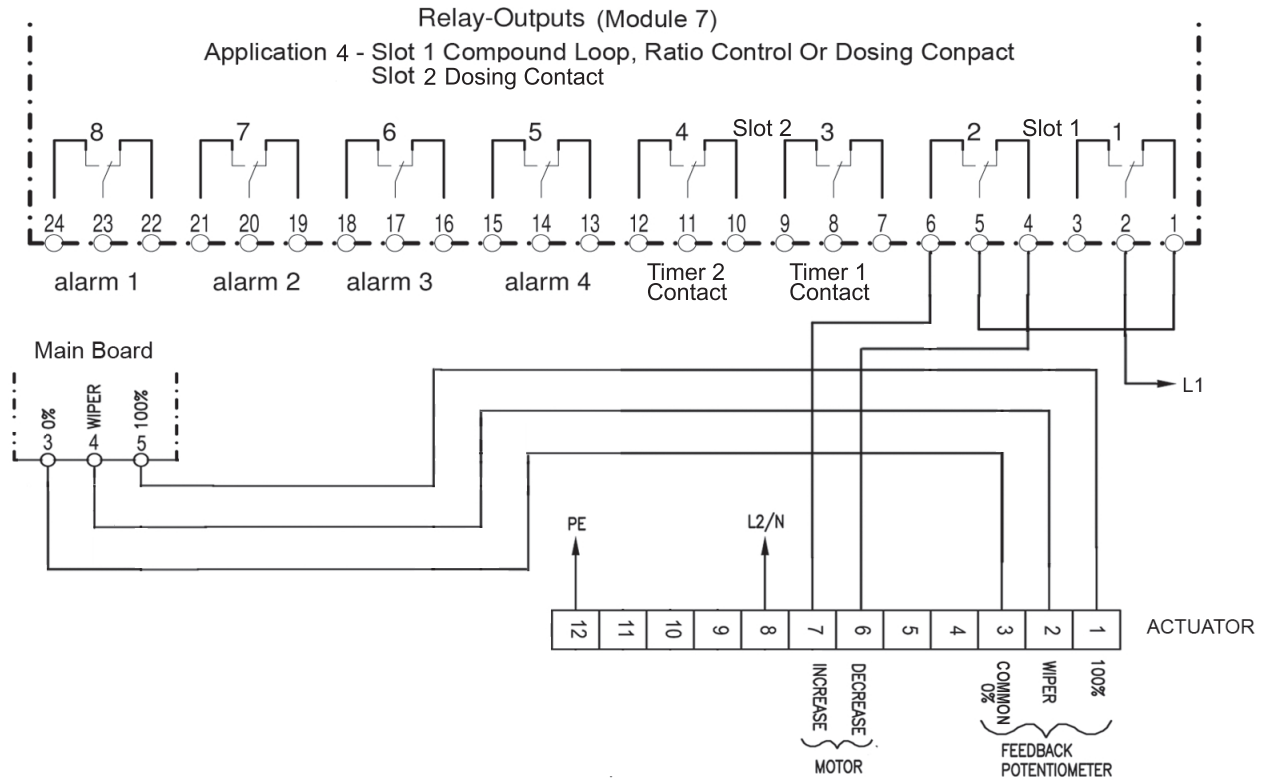 Relay-Outputs (Module 7)
Application 4 - Slot 1 Compound Loop, Ratio Control Or Dosing Conpact
Slot 2 Dosing Contact
8 7 6 5 4 Slot 2 3 2 Slot 1 1
24 23 22 21 20 19 18 17 16 15 14 13 12 11 10 9 8 7 6 5 4 3 2 1
alarm 1 alarm 2 alarm 3 alarm 4
Timer 2
Contact
Timer 1
Contact
Main Board
0% WIPER 100%
3 4 5
L1
PE L2/N
12 11 10 9 8 7 6 5 4 3 2 1 ACTUATOR
INCREASE DECREASE
COMMON
0%
WIPER
100%
MOTOR
FEEDBACK
POTENTIOMETER